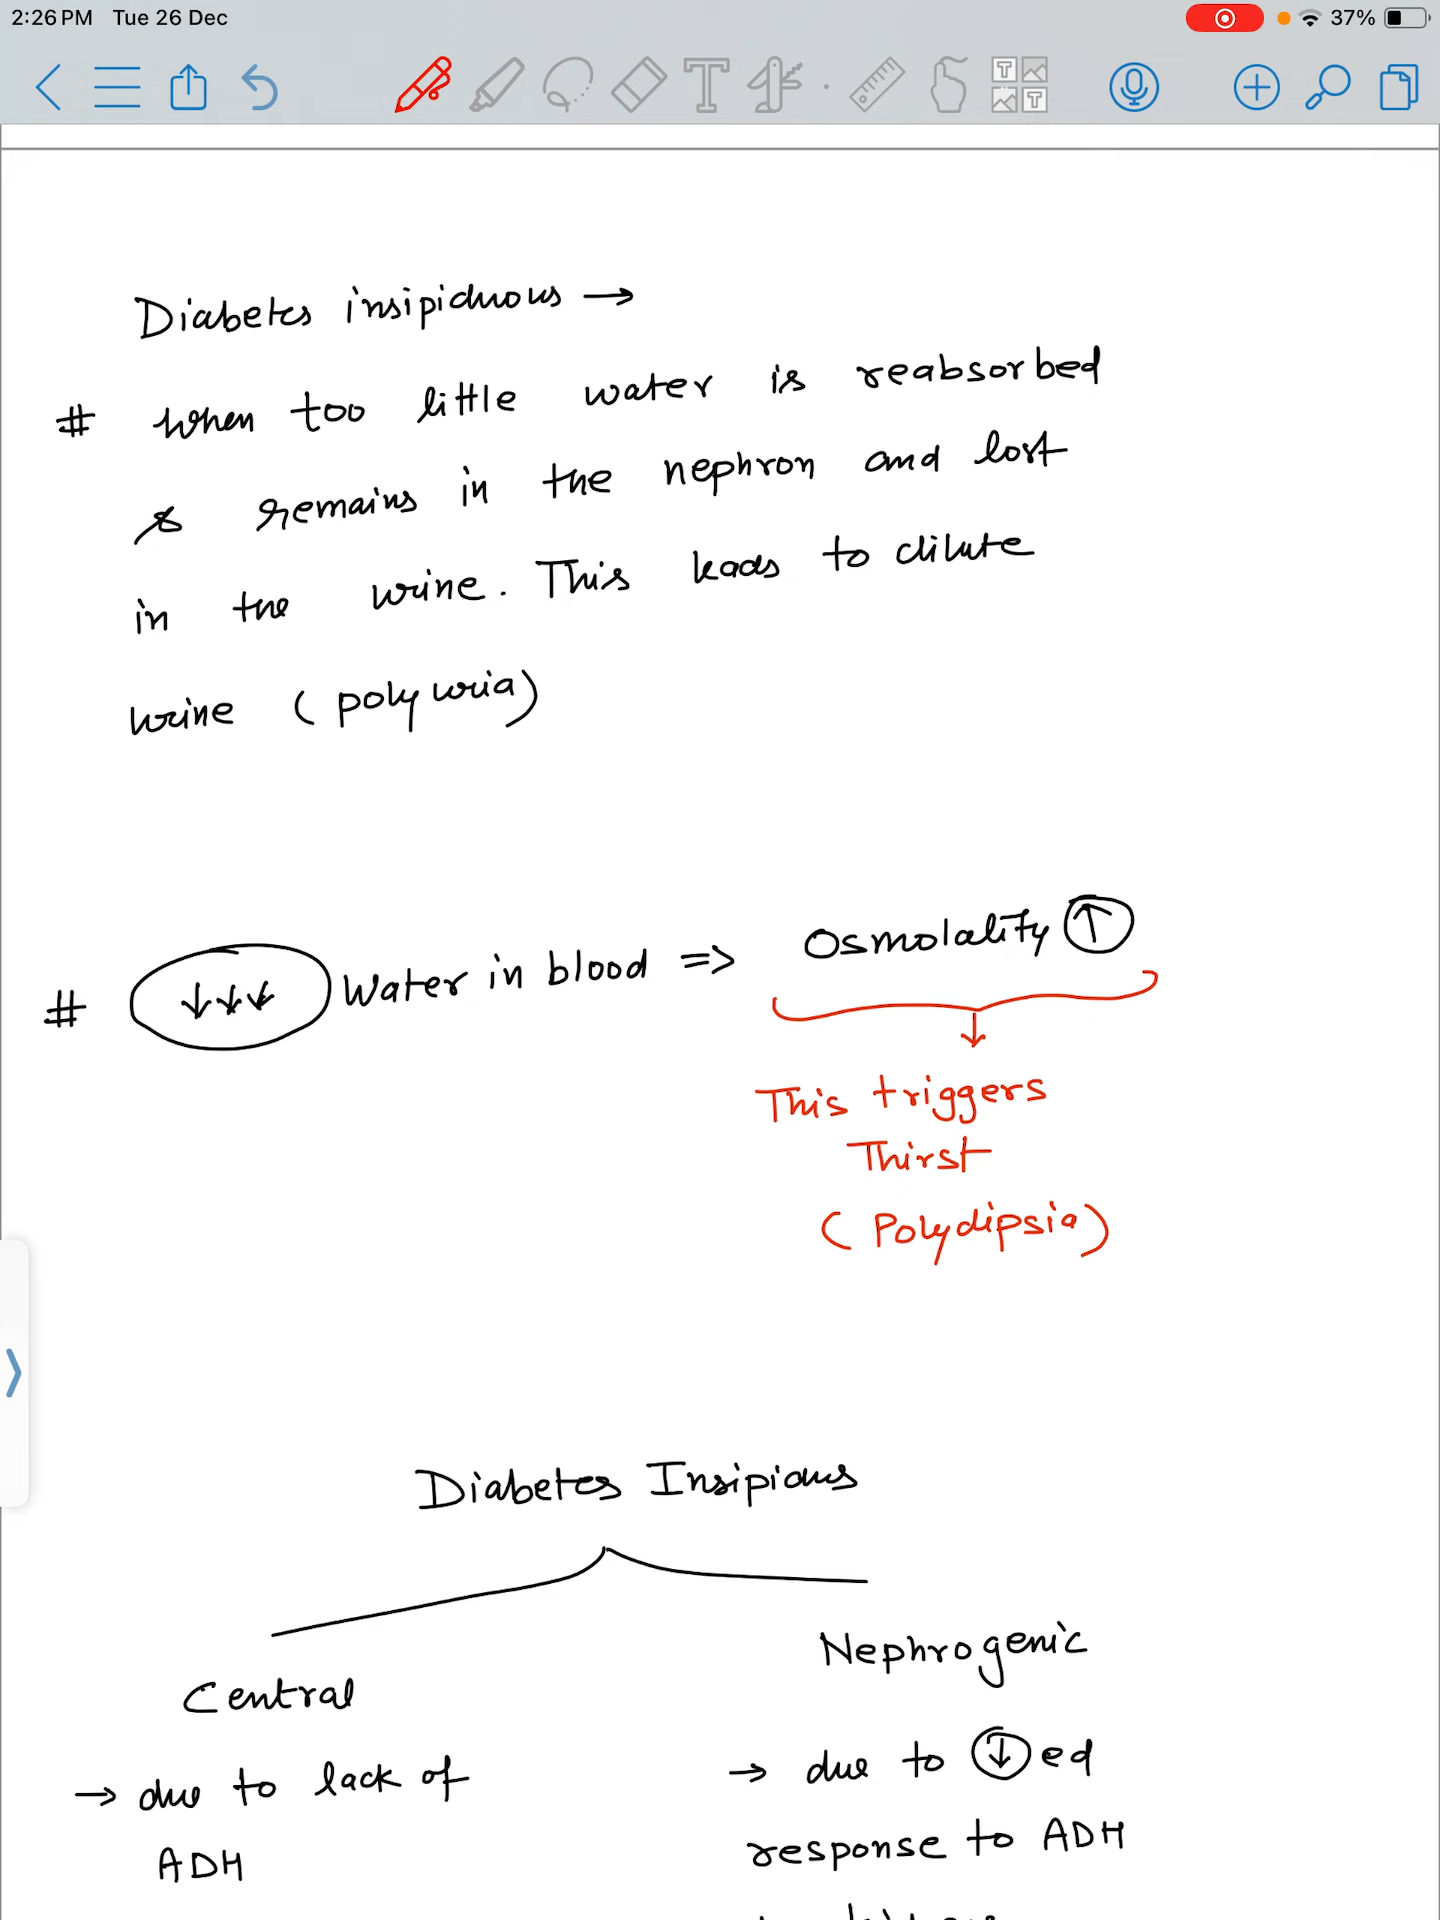 2:26 PM Tue 26 Dec 37%
Diabetes insipiduous →
# When too little water is reabsorbed
& remains in the nephron and lost
in the urine. This leads to dilute
urine (polyuria)
# ↓↓↓ Water in blood => Osmolality ↑
↓
This triggers
Thirst
(Polydipsia)
Diabetes Insipidus
Central
Nephrogenic
→ due to lack of
ADH
→ due to ↓ed
response to ADH